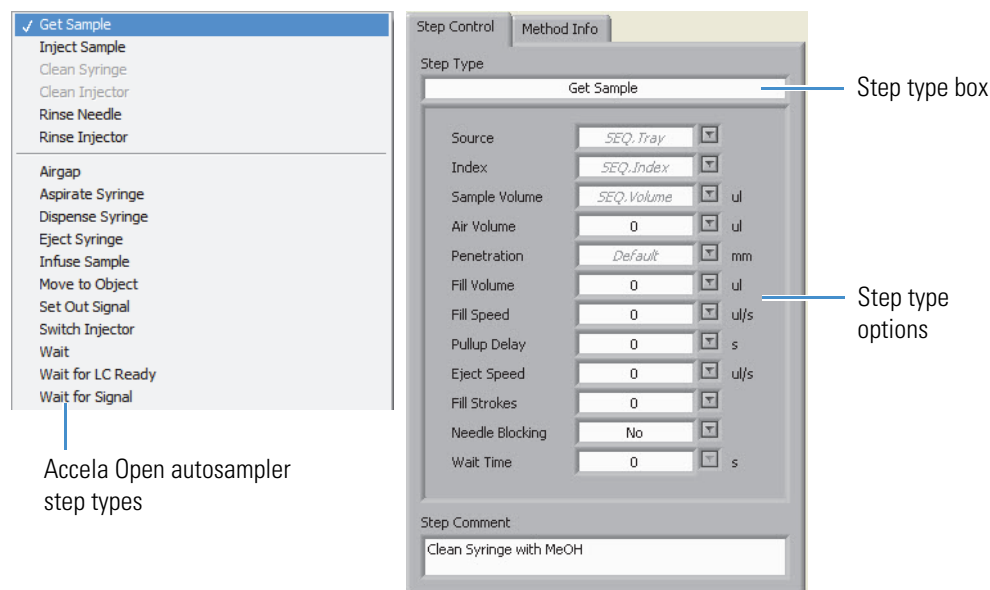 ✓ Get Sample
Inject Sample
Clean Syringe
Clean Injector
Rinse Needle
Rinse Injector
Airgap
Aspirate Syringe
Dispense Syringe
Eject Syringe
Infuse Sample
Move to Object
Set Out Signal
Switch Injector
Wait
Wait for LC Ready
Wait for Signal
Accela Open autosampler
step types
Step Control Method Info
Step Type
Get Sample
Step type box
Source SEQ.Tray
Index SEQ.Index
Sample Volume SEQ.Volume ul
Air Volume 0 ul
Penetration Default mm
Fill Volume 0 ul
Fill Speed 0 ul/s
Pullup Delay 0 s
Eject Speed 0 ul/s
Fill Strokes 0
Needle Blocking No
Wait Time 0 s
Step type
options
Step Comment
Clean Syringe with MeOH